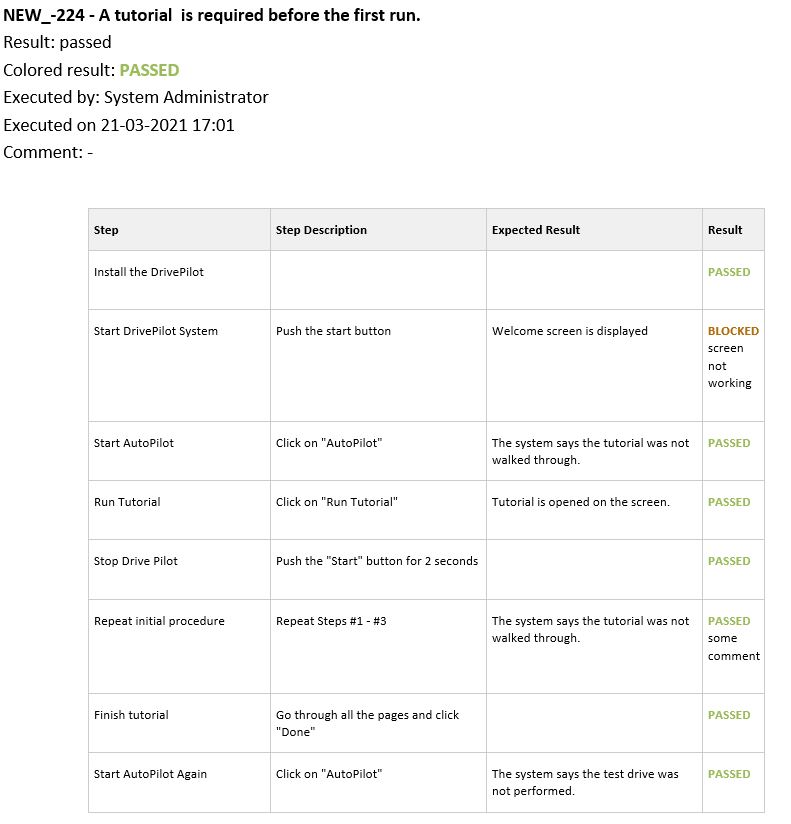 NEW_-224 - A tutorial  is required before the first run.
Result: passed
Colored result: PASSED
Executed by: System Administrator
Executed on 21-03-2021 17:01
Comment: -
Step Step Description Expected Result Result
Install the DrivePilot PASSED
Start DrivePilot System Push the start button Welcome screen is displayed BLOCKED
screen
not
working
Start AutoPilot Click on "AutoPilot" The system says the tutorial was not PASSED
walked through.
Run Tutorial Click on "Run Tutorial" Tutorial is opened on the screen. PASSED
Stop Drive Pilot Push the "Start" button for 2 seconds PASSED
Repeat initial procedure Repeat Steps #1 - #3 The system says the tutorial was not PASSED
walked through. some
comment
Finish tutorial Go through all the pages and click PASSED
"Done"
Start AutoPilot Again Click on "AutoPilot" The system says the test drive was PASSED
not performed.